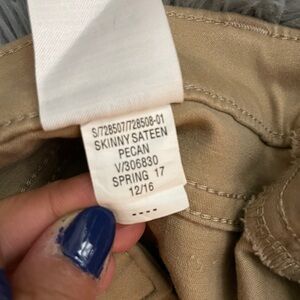 S/728507/728508-01
SKINNY SATEEN
PECAN
V/306830
SPRING 17
12/16
----